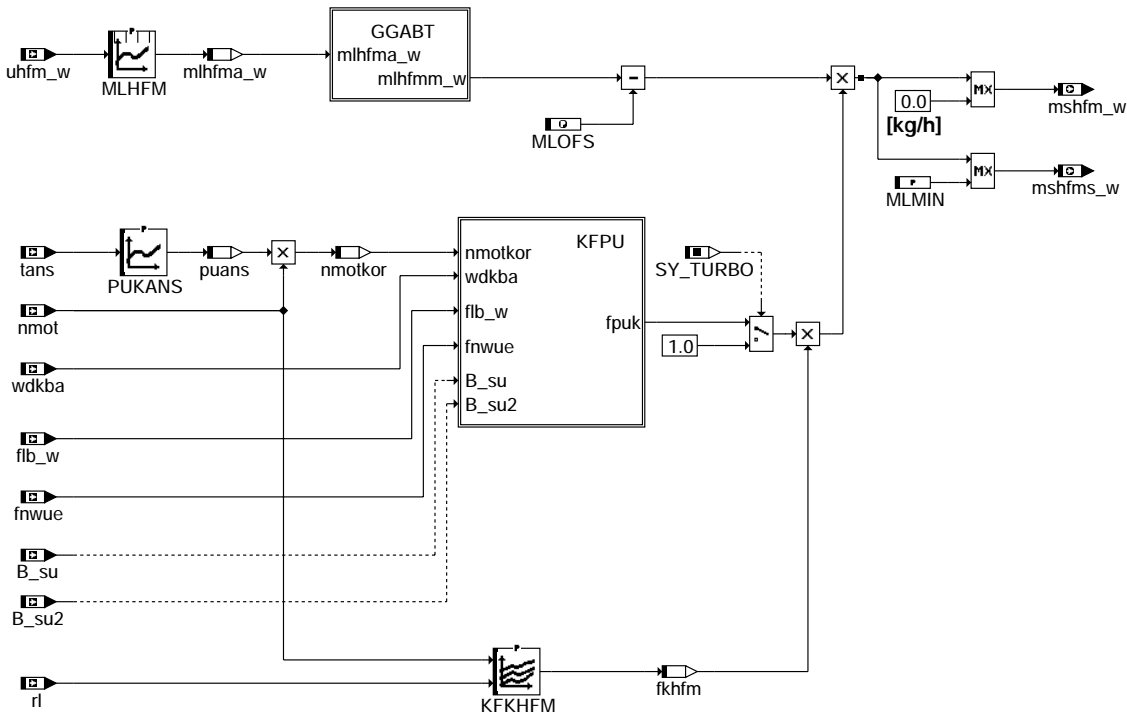 GGABT
uhfm_w
MLHFM
mlhfma_w
mlhfma_w
mlhfmm_w
MLOFS
0.0
[kg/h]
MX
mshfm_w
MLMIN
MX
mshfms_w
tans
PUKANS
puans
nmotkor
KFPU
nmotkor
wdkba
flb_w
fnwue
B_su
B_su2
fpuk
SY_TURBO
1.0
nmot
wdkba
flb_w
fnwue
B_su
B_su2
rl
KFKHFM
fkhfm